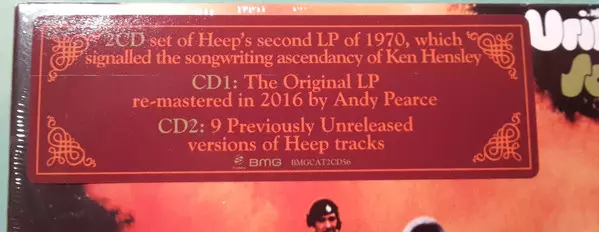 2CD set of Heep's second LP of 1970, which
signalled the songwriting ascendancy of Ken Hensley
CD1: The Original LP
re-mastered in 2016 by Andy Pearce
CD2: 9 Previously Unreleased
versions of Heep tracks
BMG BMGCAT2CD56